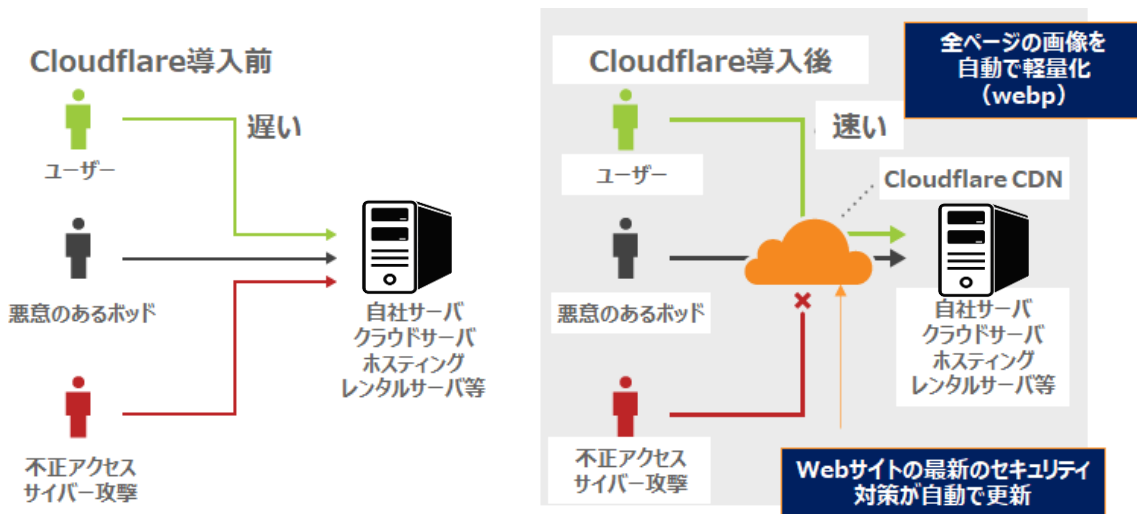 Cloudflare導入前
遅い
ユーザー
悪意のあるボッド
不正アクセス
サイバー攻撃
自社サーバ
クラウドサーバ
ホスティング
レンタルサーバ等
Cloudflare導入後
全ページの画像を
自動で軽量化
（webp）
速い
ユーザー
Cloudflare CDN
悪意のあるボッド
自社サーバ
クラウドサーバ
ホスティング
レンタルサーバ等
不正アクセス
サイバー攻撃
Webサイトの最新のセキュリティ
対策が自動で更新